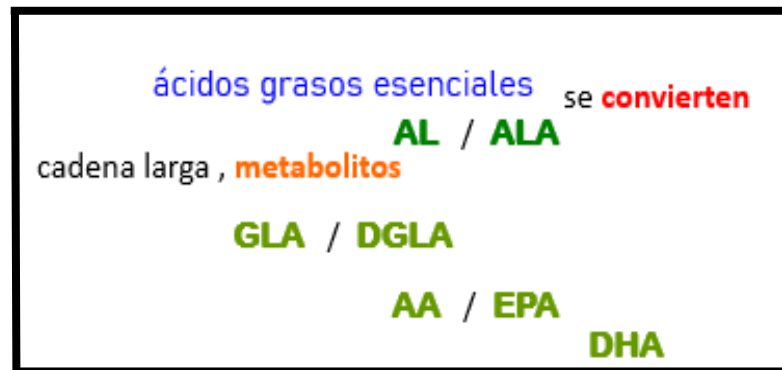 ácidos grasos esenciales se convierten
AL / ALA
cadena larga , metabolitos
GLA / DGLA
AA / EPA
DHA